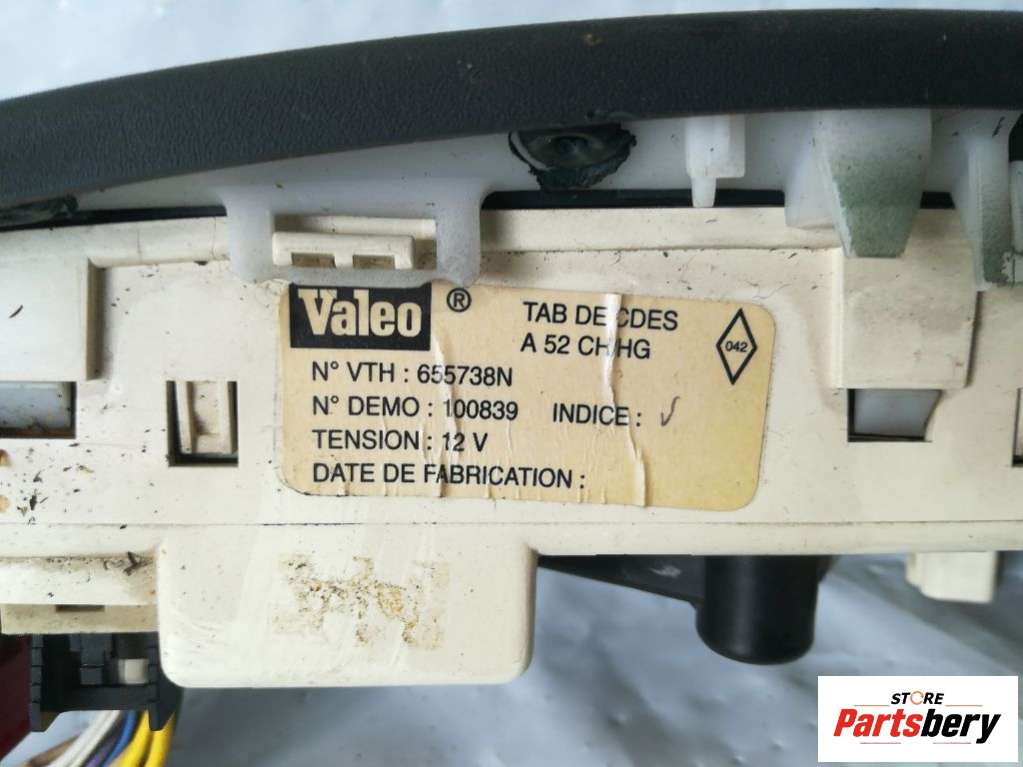 Valeo ®
TAB DE CDES
A 52 CH/HG
042
N° VTH : 655738N
N° DEMO : 100839 INDICE :
TENSION : 12 V
DATE DE FABRICATION :
STORE
Partsbery